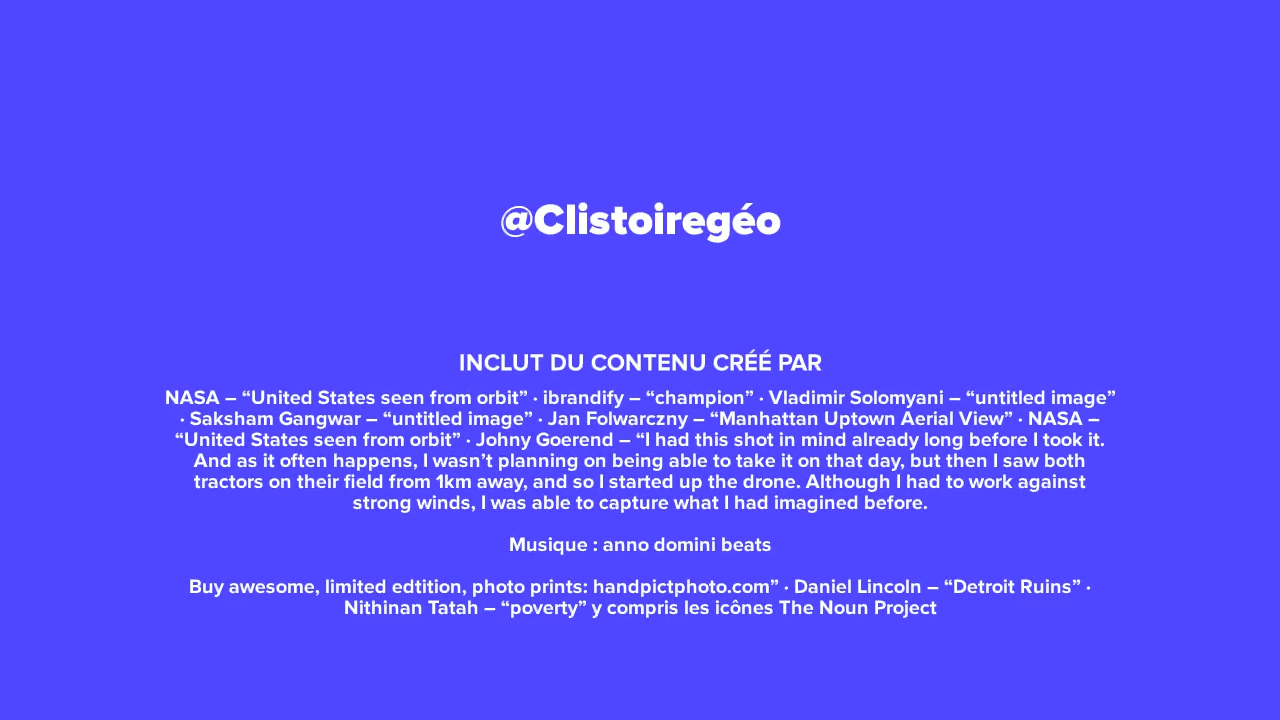 @Clistoiregéo
INCLUT DU CONTENU CRÉÉ PAR
NASA – “United States seen from orbit” · ibrandify – “champion” · Vladimir Solomyani – “untitled image”
· Saksham Gangwar – “untitled image” · Jan Folwarczny – “Manhattan Uptown Aerial View” · NASA –
“United States seen from orbit” · Johny Goerend – “I had this shot in mind already long before I took it.
And as it often happens, I wasn’t planning on being able to take it on that day, but then I saw both
tractors on their field from 1km away, and so I started up the drone. Although I had to work against
strong winds, I was able to capture what I had imagined before.
Musique : anno domini beats
Buy awesome, limited edtition, photo prints: handpictphoto.com” · Daniel Lincoln – “Detroit Ruins” ·
Nithinan Tatah – “poverty” y compris les icônes The Noun Project